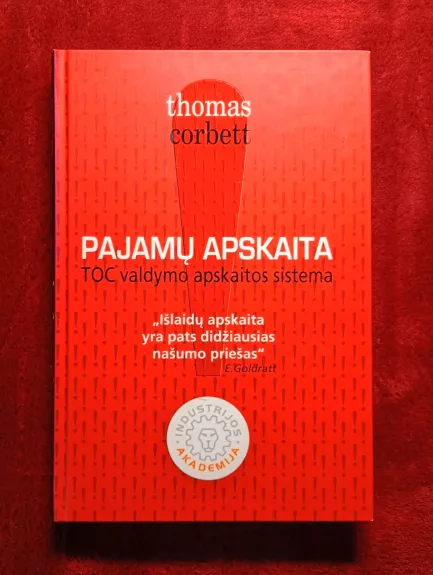 thomas
corbett
PAJAMŲ APSKAITA
TOC valdymo apskaitos sistema
„Išlaidų apskaita
yra pats didžiausias
našumo priešas“
E.Goldratt
INDUSTRIJOS
AKADEMIJA